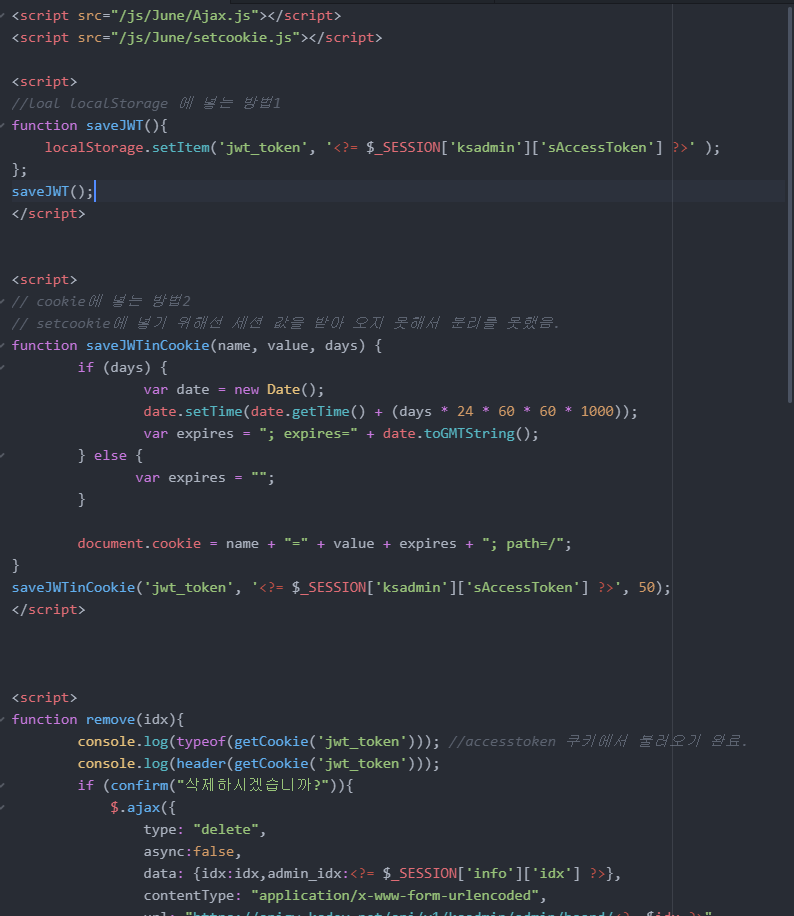 <script src="/js/June/Ajax.js"></script>
<script src="/js/June/setcookie.js"></script>
<script>
//loal localStorage 에 넣는 방법1
function saveJWT(){
localStorage.setItem('jwt_token', '<?= $_SESSION['ksadmin']['sAccessToken'] ?>' );
};
saveJWT();
</script>
<script>
// cookie에 넣는 방법2
// setcookie에 넣기 위해선 세션 값을 받아 오지 못해서 분리를 못했음.
function saveJWTinCookie(name, value, days) {
if (days) {
var date = new Date();
date.setTime(date.getTime() + (days * 24 * 60 * 60 * 1000));
var expires = "; expires=" + date.toGMTString();
} else {
var expires = "";
}
document.cookie = name + "=" + value + expires + "; path=/";
}
saveJWTinCookie('jwt_token', '<?= $_SESSION['ksadmin']['sAccessToken'] ?>', 50);
</script>
<script>
function remove(idx){
console.log(typeof(getCookie('jwt_token'))); //accesstoken 쿠키에서 불러오기 완료.
console.log(header(getCookie('jwt_token')));
if (confirm("삭제하시겠습니까?")){
$.ajax({
type: "delete",
async:false,
data: {idx:idx,admin_idx:<?= $_SESSION['info']['idx'] ?>},
contentType: "application/x-www-form-urlencoded",